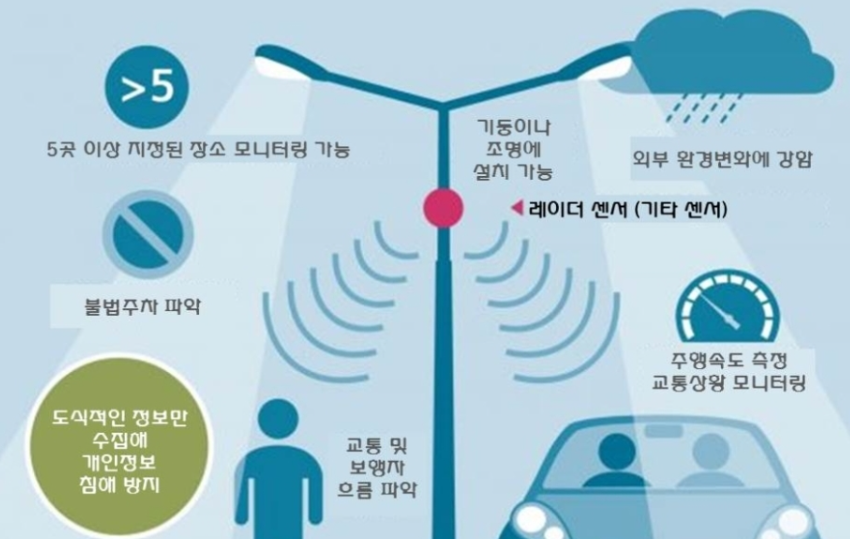 >5
5곳 이상 지정된 장소 모니터링 가능
기둥이나
조명에
설치 가능
외부 환경변화에 강함
레이더 센서 (기타 센서)
불법주차 파악
주행속도 측정
교통상황 모니터링
도식적인 정보만
수집해
개인정보
침해 방지
교통 및
보행자
흐름 파악